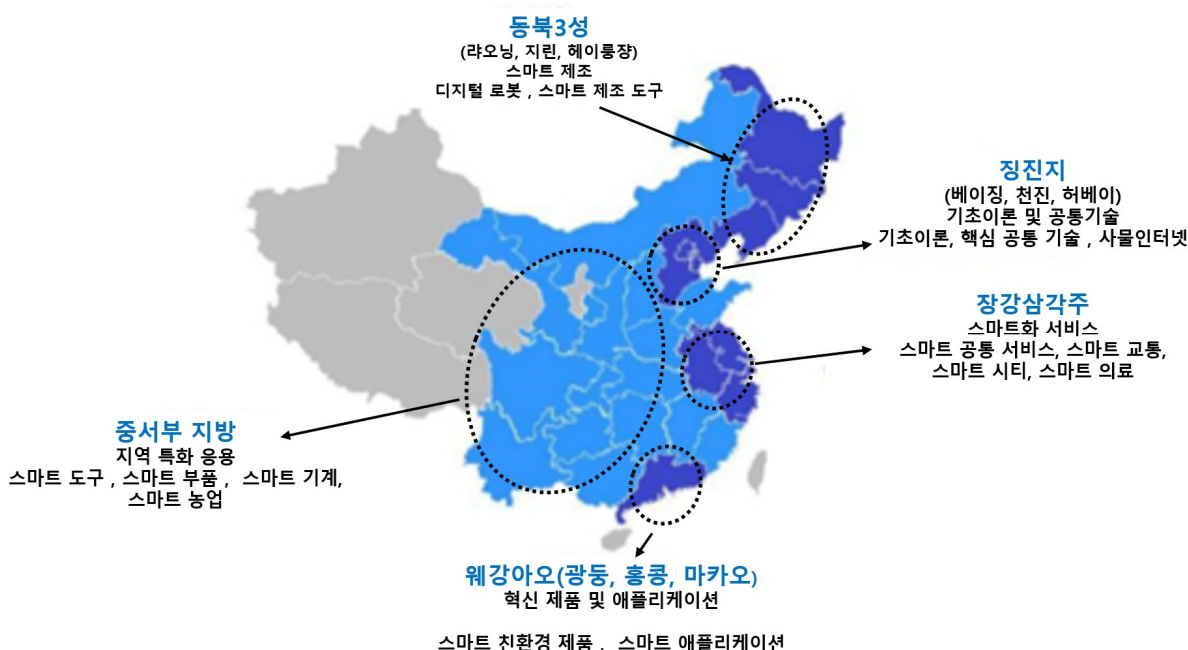 동북3성
(랴오닝, 지린, 헤이룽쟝)
스마트 제조
디지털 로봇 , 스마트 제조 도구
징진지
(베이징, 천진, 허베이)
기초이론 및 공통기술
기초이론, 핵심 공통 기술 , 사물인터넷
장강삼각주
스마트화 서비스
스마트 공통 서비스, 스마트 교통,
스마트 시티, 스마트 의료
중서부 지방
지역 특화 응용
스마트 도구 , 스마트 부품 , 스마트 기계,
스마트 농업
웨강아오(광둥, 홍콩, 마카오)
혁신 제품 및 애플리케이션
스마트 친환경 제품 , 스마트 애플리케이션